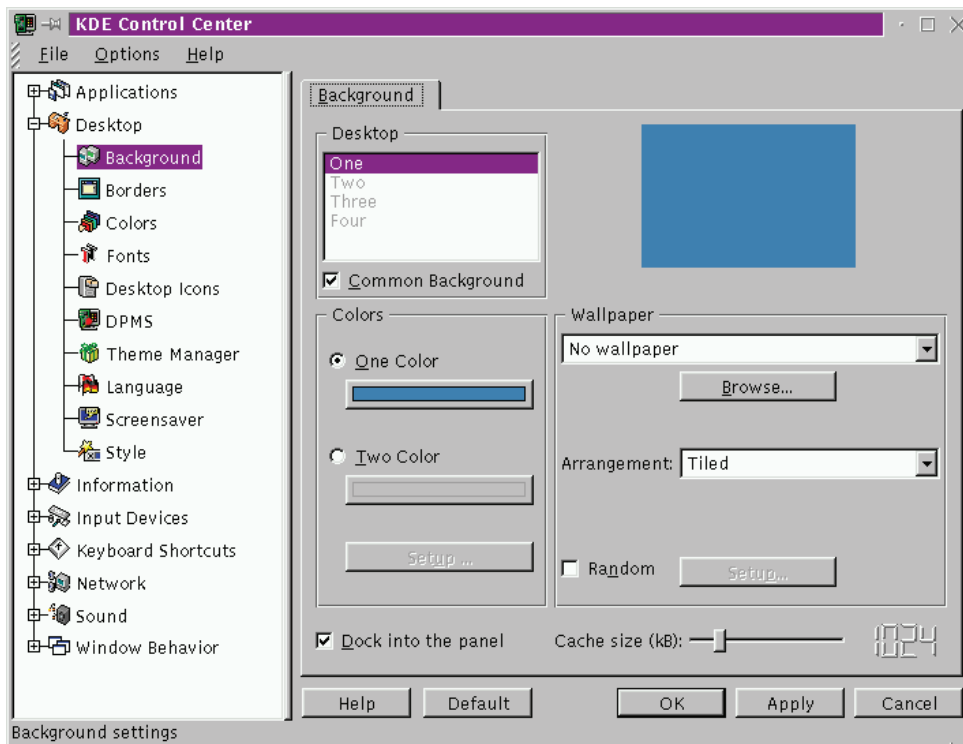 KDE Control Center
File Options Help
Applications
Desktop
Background
Borders
Colors
Fonts
Desktop Icons
DPMS
Theme Manager
Language
Screensaver
Style
Information
Input Devices
Keyboard Shortcuts
Network
Sound
Window Behavior
Background
Desktop
One
Two
Three
Four
Common Background
Colors
One Color
Two Color
Setup ...
Wallpaper
No wallpaper
Browse...
Arrangement: Tiled
Random Setup...
Dock into the panel
Cache size (kB): 1024
Help Default OK Apply Cancel
Background settings